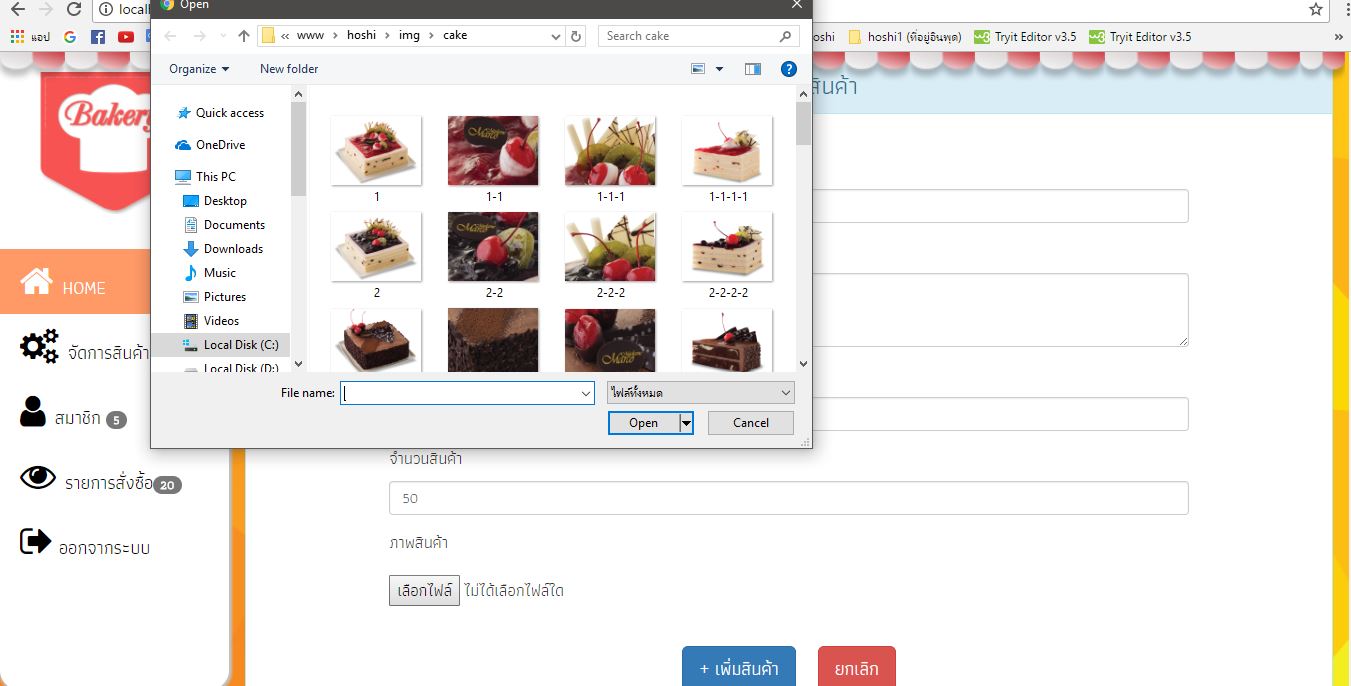 Open
locall
แอป
« www › hoshi › img › cake
Search cake
oshi
hoshi1 (ที่อยู่อินพุต)
Tryit Editor v3.5
Tryit Editor v3.5
»
Organize
New folder
สินค้า
Bakery
Quick access
OneDrive
This PC
Desktop
Documents
Downloads
Music
Pictures
Videos
Local Disk (C:)
Local Disk (D:)
1
1-1
1-1-1
1-1-1-1
2
2-2
2-2-2
2-2-2-2
File name:
ไฟล์ทั้งหมด
Open
Cancel
HOME
จัดการสินค้า
สมาชิก 5
รายการสั่งซื้อ 20
ออกจากระบบ
จำนวนสินค้า
50
ภาพสินค้า
เลือกไฟล์ ไม่ได้เลือกไฟล์ใด
+ เพิ่มสินค้า
ยกเลิก